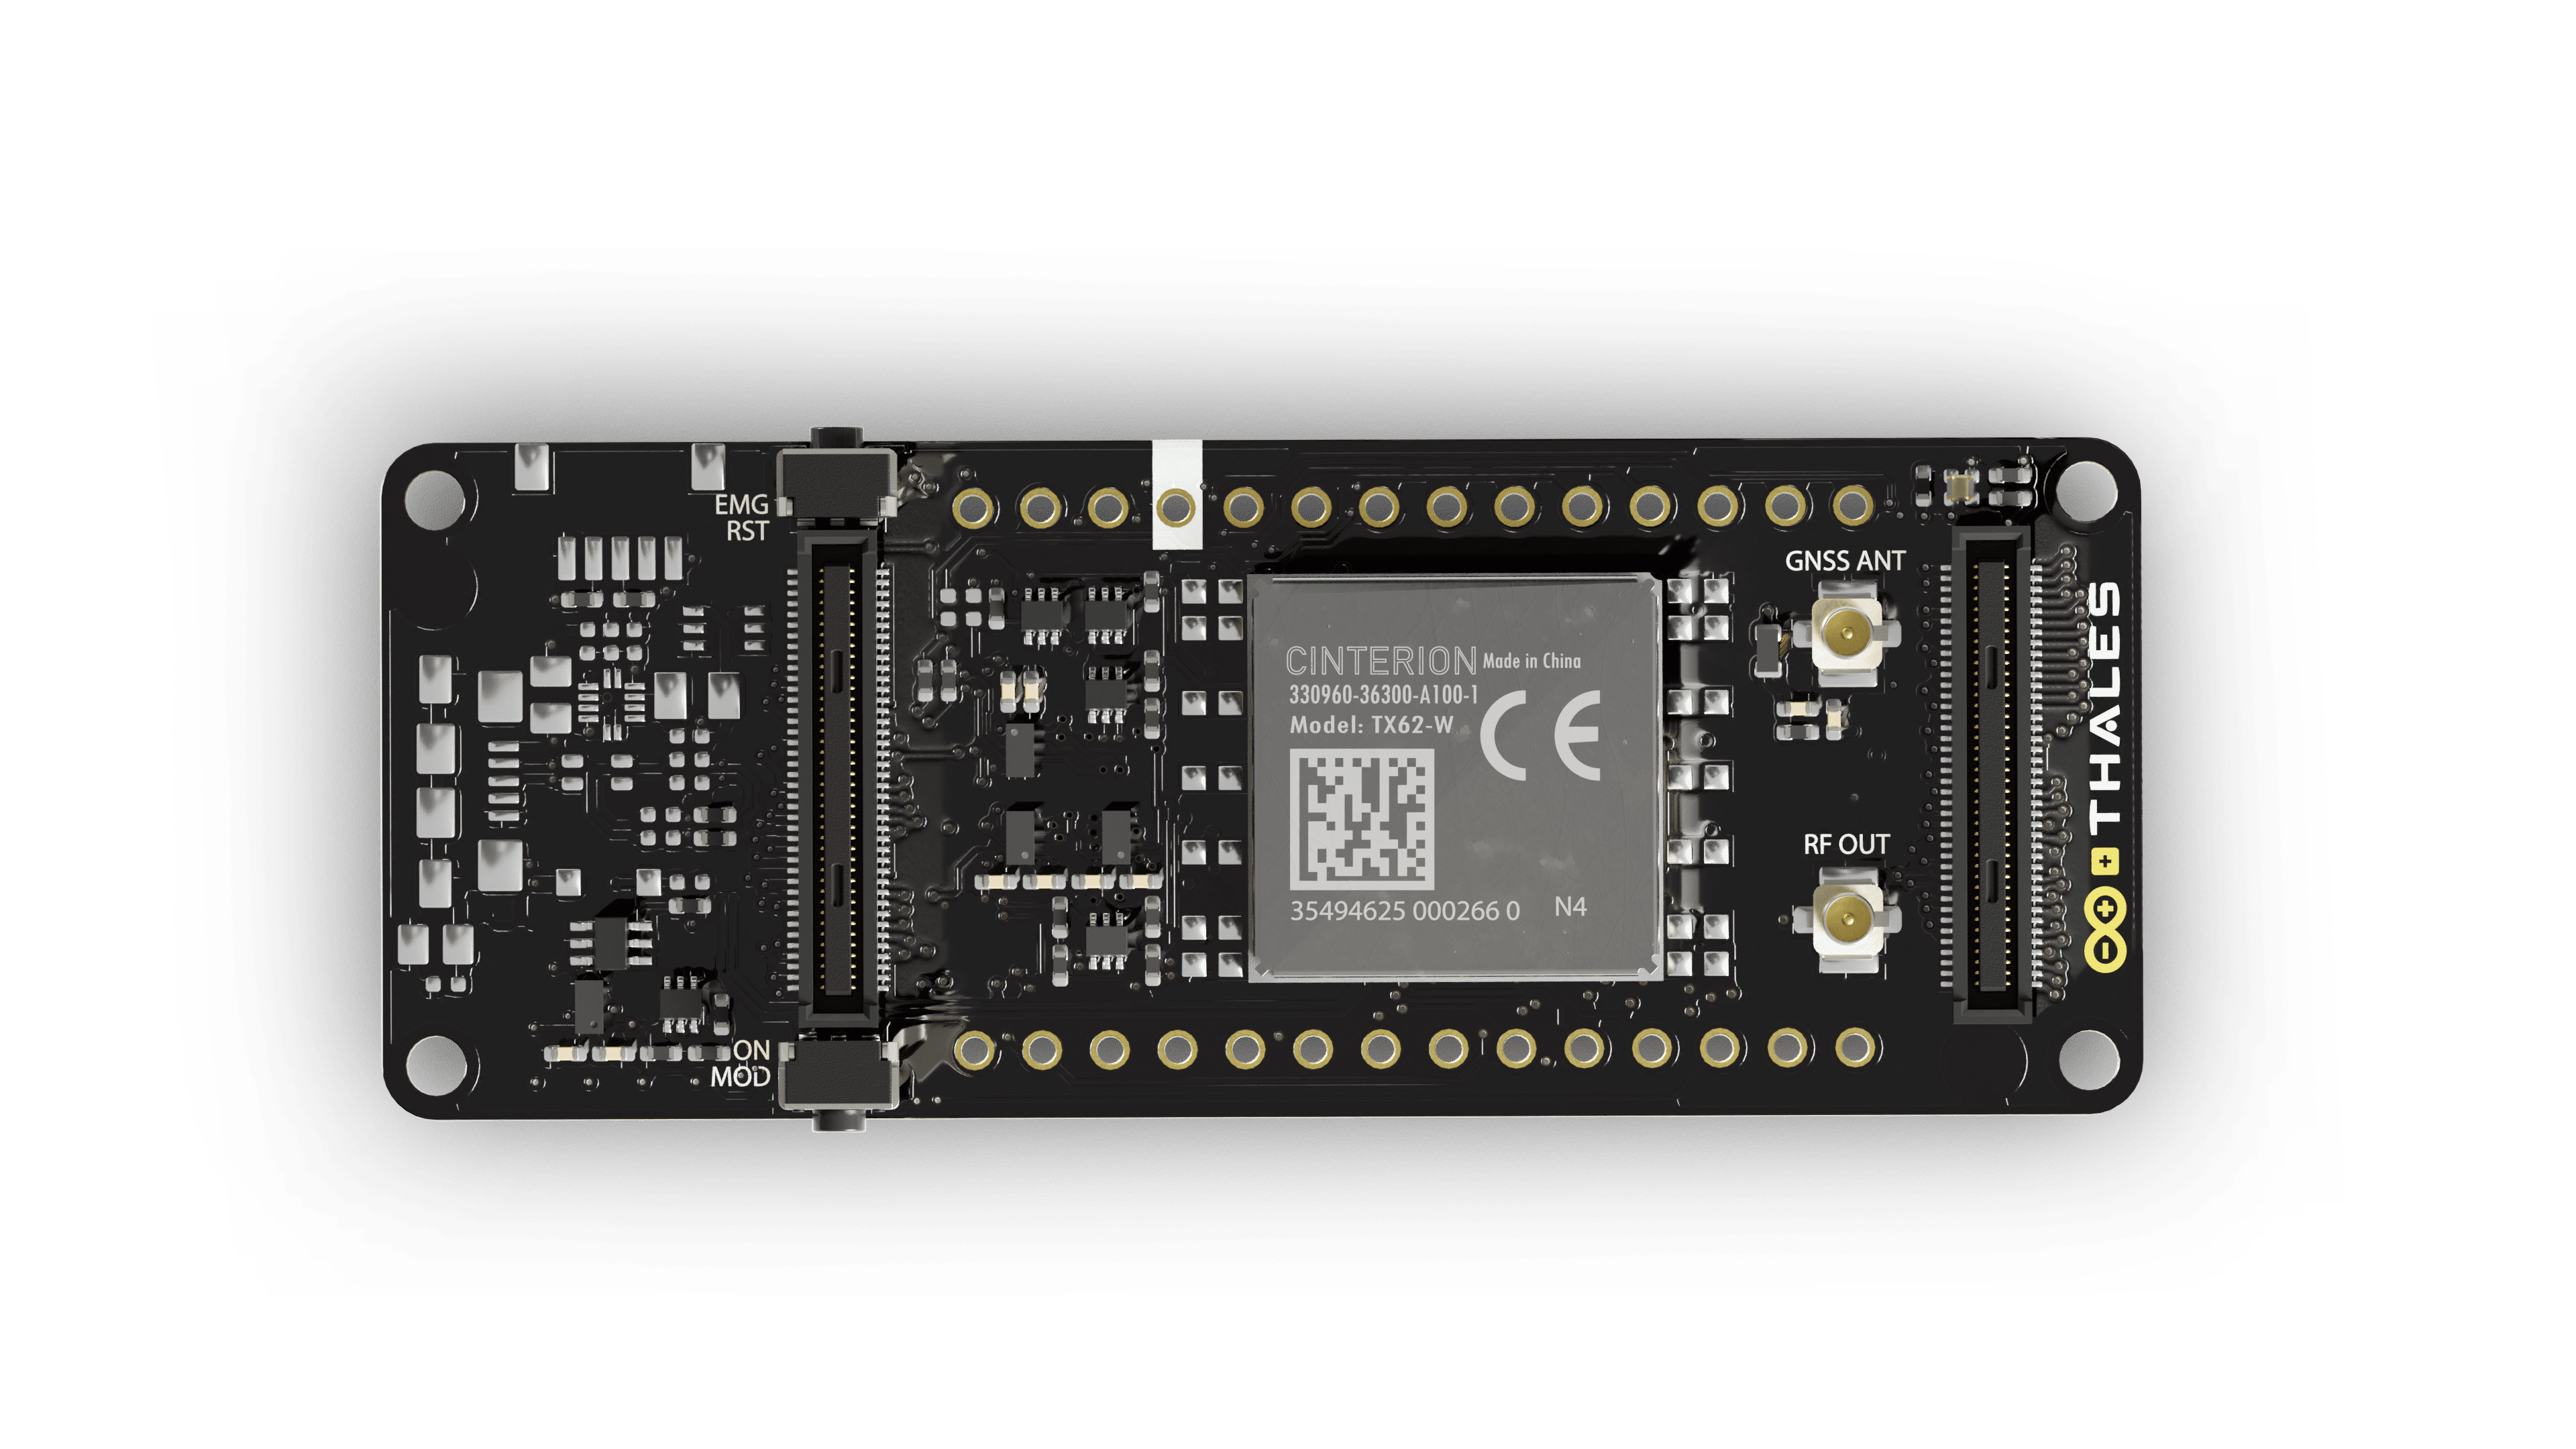 EMG
RST
GNSS ANT
CINTERION Made in China
330960-36300-A100-1
Model: TX62-W
CE
35494625 000266 0 N4
RF OUT
THALES
ON
MOD